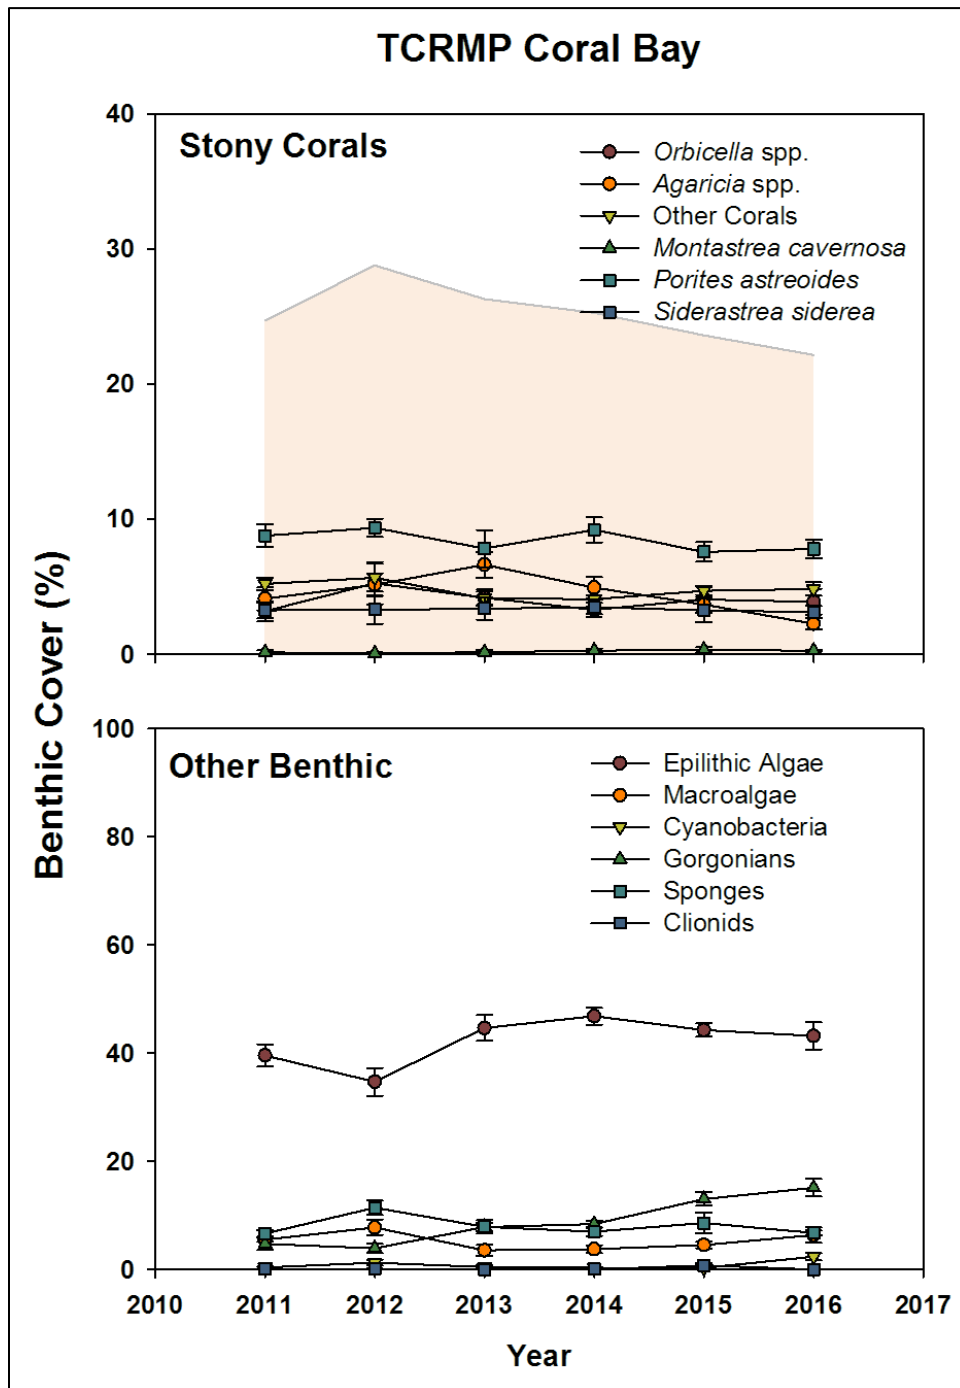 TCRMP Coral Bay
Stony Corals
Orbicella spp.
Agaricia spp.
Other Corals
Montastrea cavernosa
Porites astreoides
Siderastrea siderea
40
30
20
10
0
Benthic Cover (%)
Other Benthic
Epilithic Algae
Macroalgae
Cyanobacteria
Gorgonians
Sponges
Clionids
100
80
60
40
20
0
2010 2011 2012 2013 2014 2015 2016 2017
Year